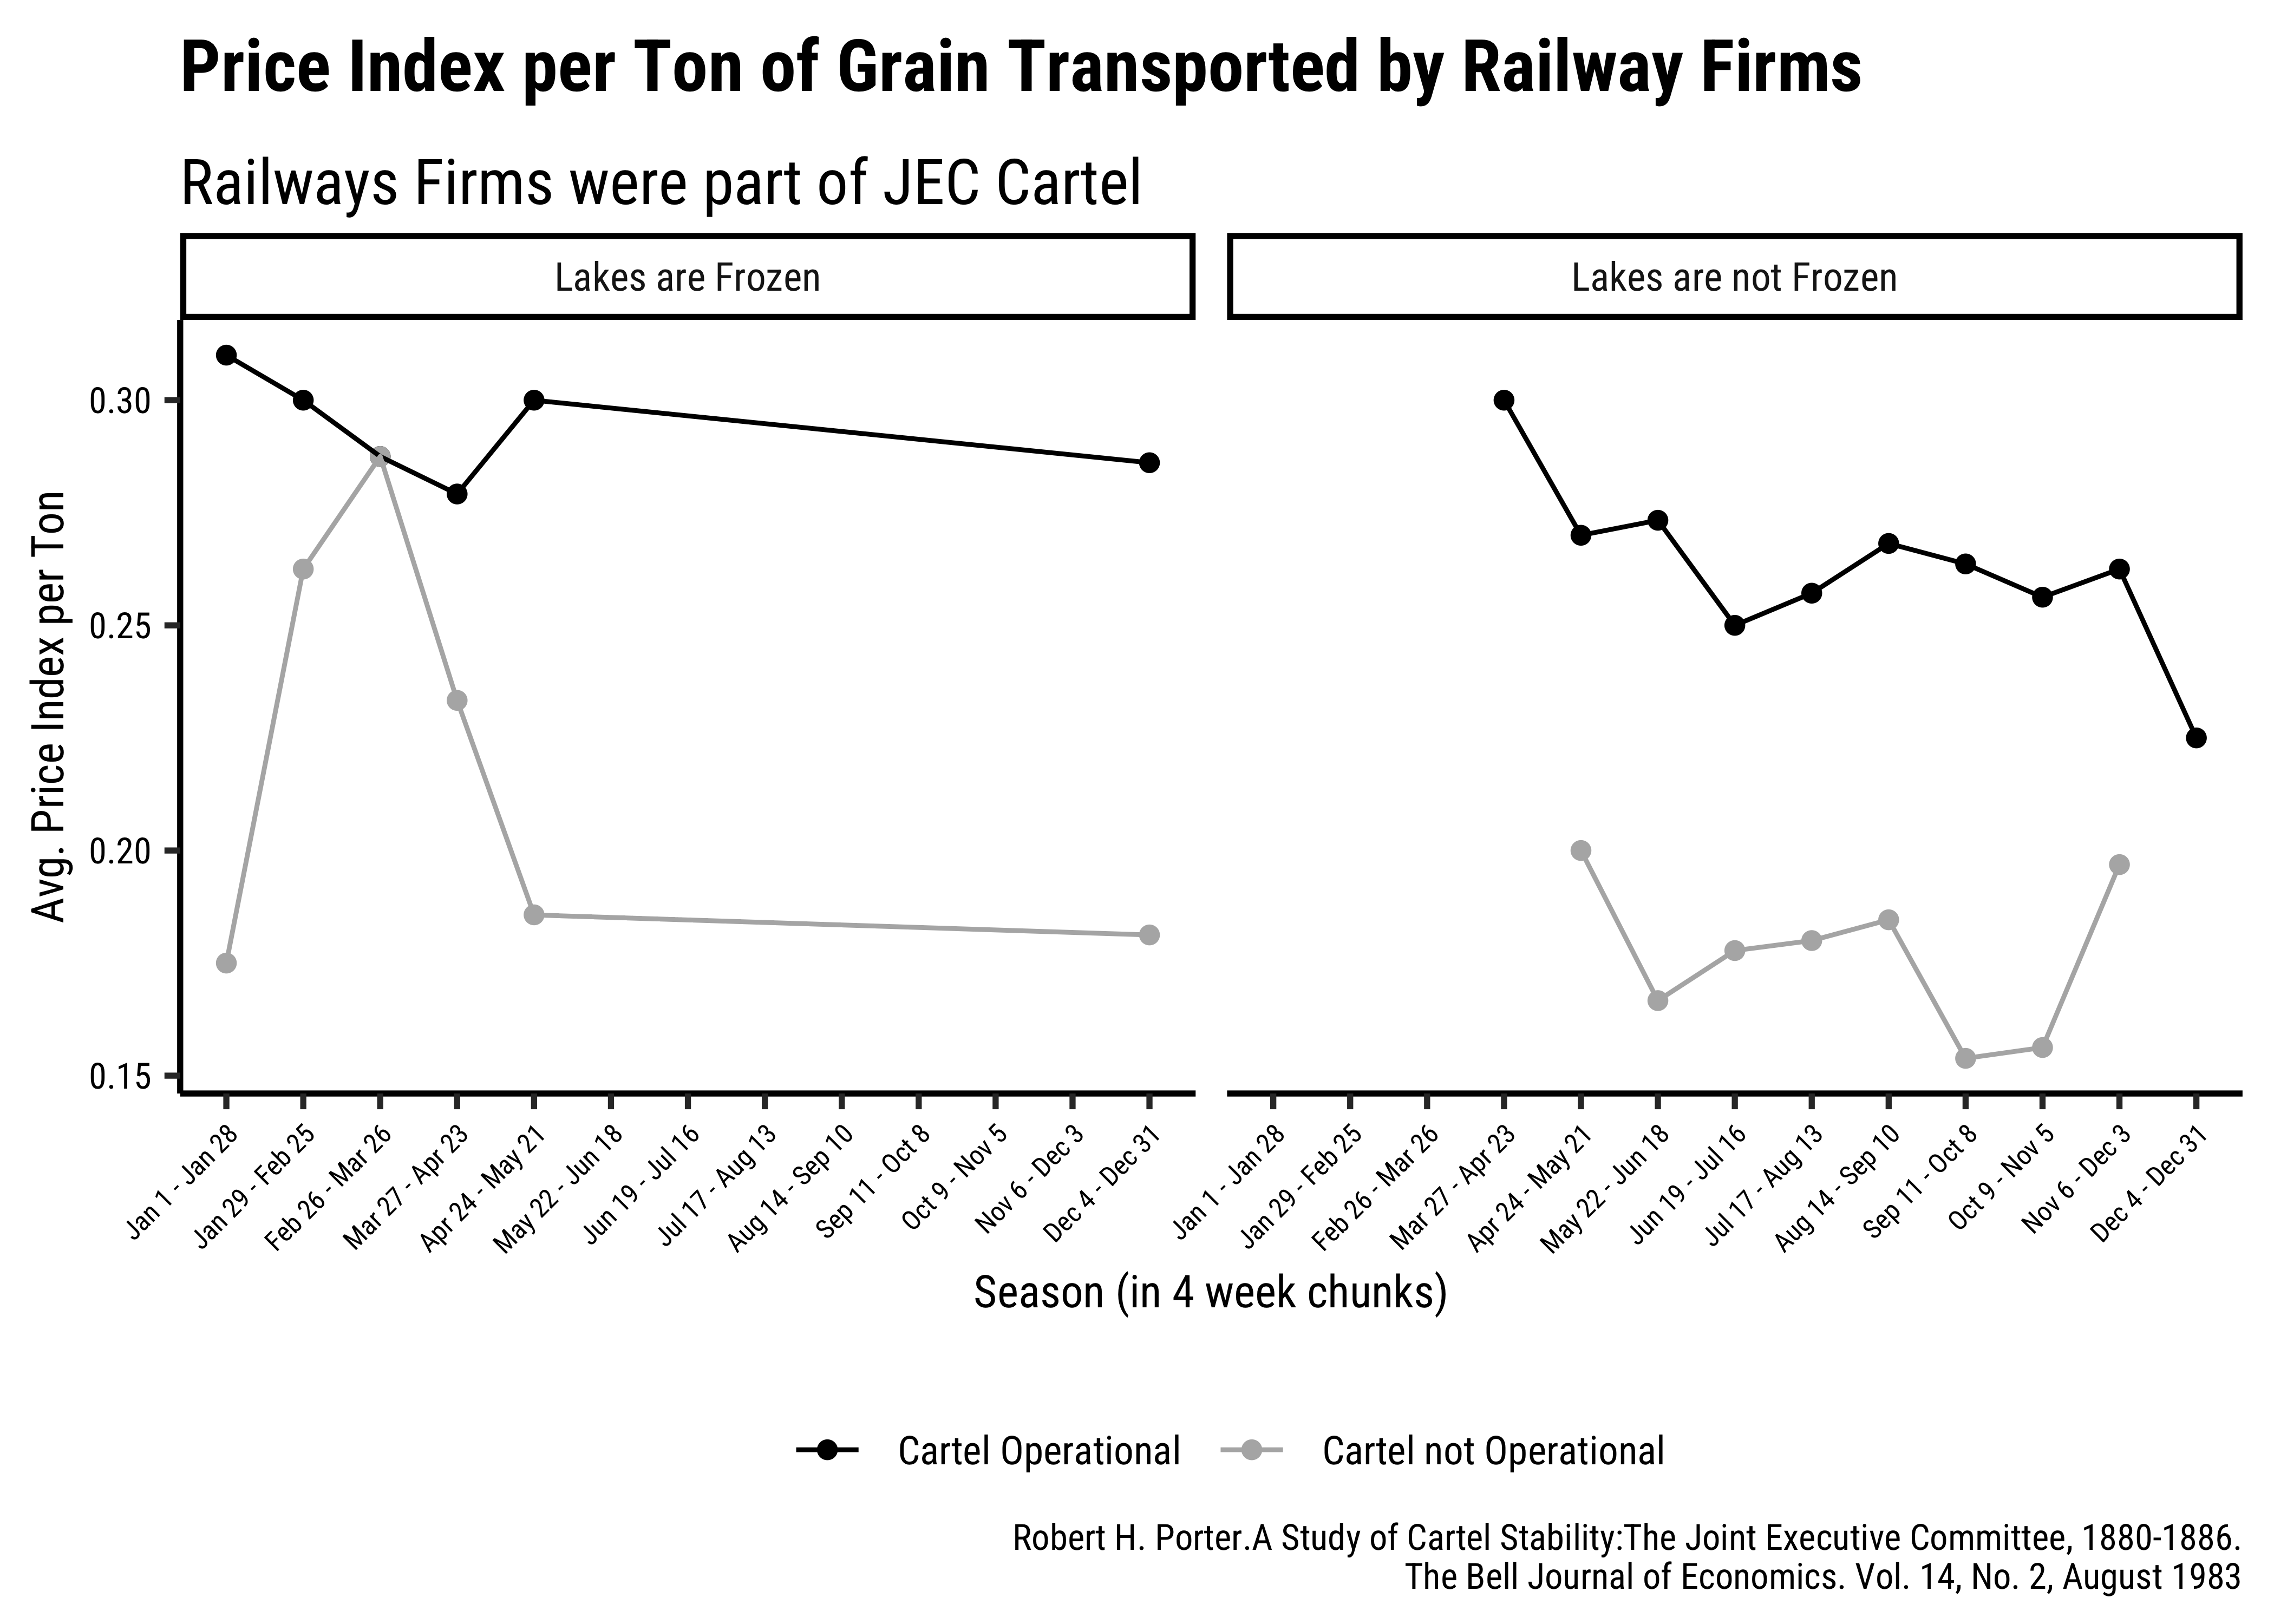 Price Index per Ton of Grain Transported by Railway Firms
Railways Firms were part of JEC Cartel
Lakes are Frozen
Lakes are not Frozen
Avg. Price Index per Ton
0.30
0.25
0.20
0.15
Jan 1 - Jan 28
Jan 29 - Feb 25
Feb 26 - Mar 26
Mar 27 - Apr 23
Apr 24 - May 21
May 22 - Jun 18
Jun 19 - Jul 16
Jul 17 - Aug 13
Aug 14 - Sep 10
Sep 11 - Oct 8
Oct 9 - Nov 5
Nov 6 - Dec 3
Dec 4 - Dec 31
Jan 1 - Jan 28
Jan 29 - Feb 25
Feb 26 - Mar 26
Mar 27 - Apr 23
Apr 24 - May 21
May 22 - Jun 18
Jun 19 - Jul 16
Jul 17 - Aug 13
Aug 14 - Sep 10
Sep 11 - Oct 8
Oct 9 - Nov 5
Nov 6 - Dec 3
Dec 4 - Dec 31
Season (in 4 week chunks)
Cartel Operational
Cartel not Operational
Robert H. Porter.A Study of Cartel Stability:The Joint Executive Committee, 1880-1886.
The Bell Journal of Economics. Vol. 14, No. 2, August 1983